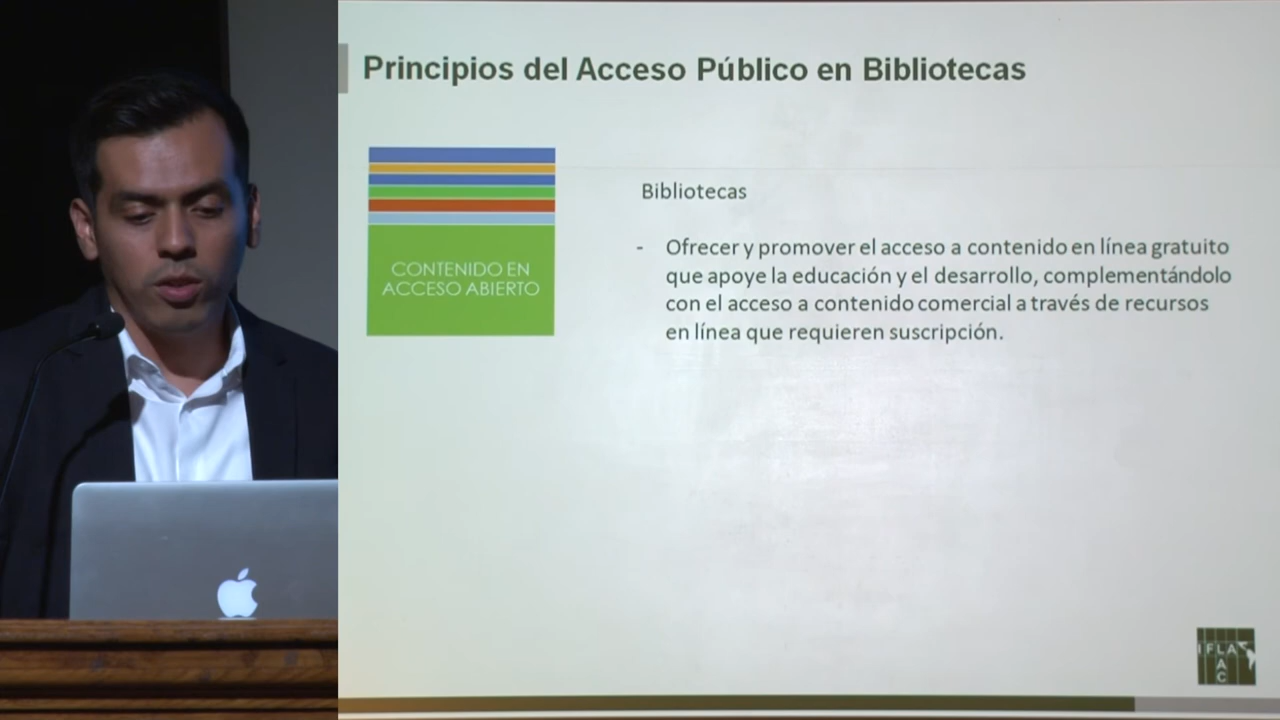 Principios del Acceso Público en Bibliotecas
CONTENIDO EN
ACCESO ABIERTO
Bibliotecas
- Ofrecer y promover el acceso a contenido en línea gratuito
que apoye la educación y el desarrollo, complementándolo
con el acceso a contenido comercial a través de recursos
en línea que requieren suscripción.
IFLA
LAC